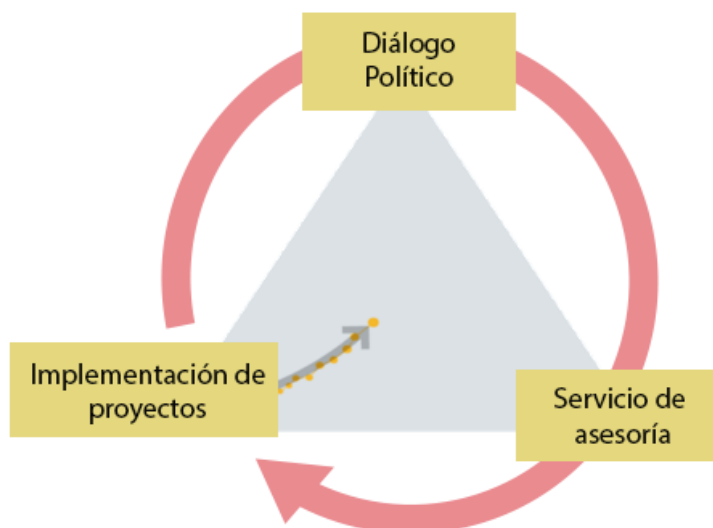 Diálogo
Político
Implementación de
proyectos
Servicio de
asesoría